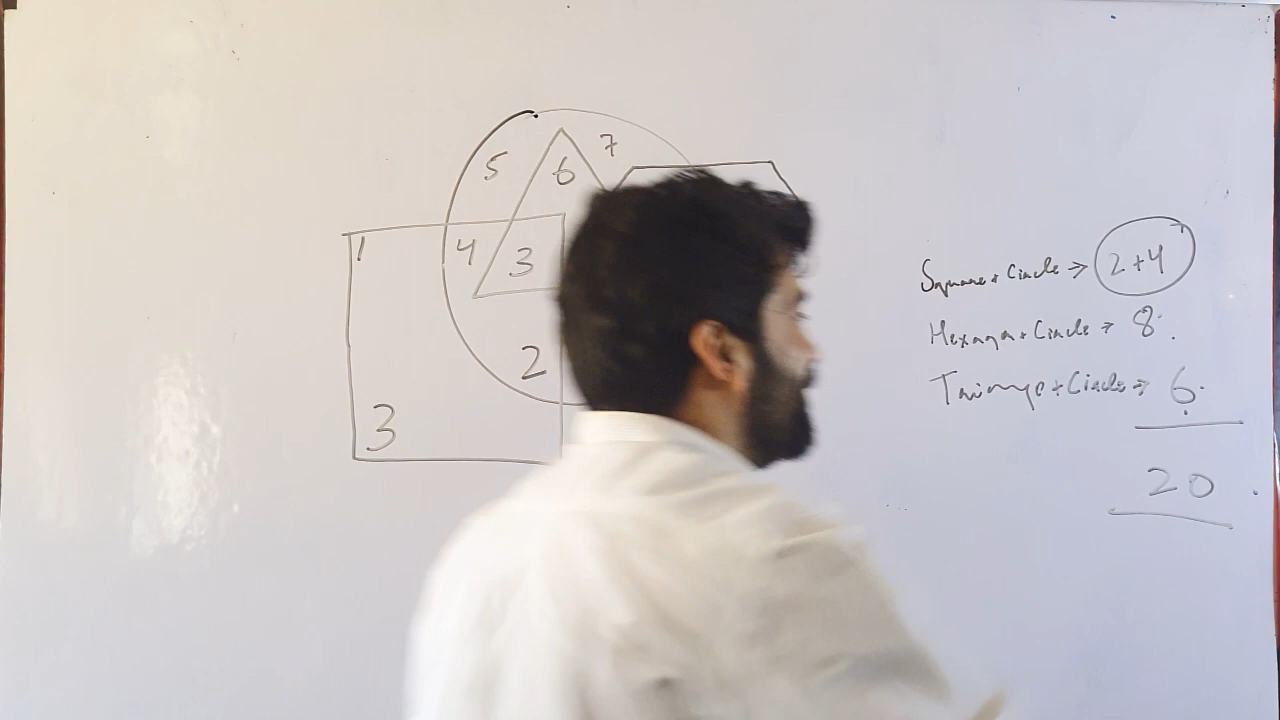 5 6 7
1 4 3
2
3
Square + Circle → 2+4
Hexagon + Circle → 8.
Triangle + Circle → 6.
20